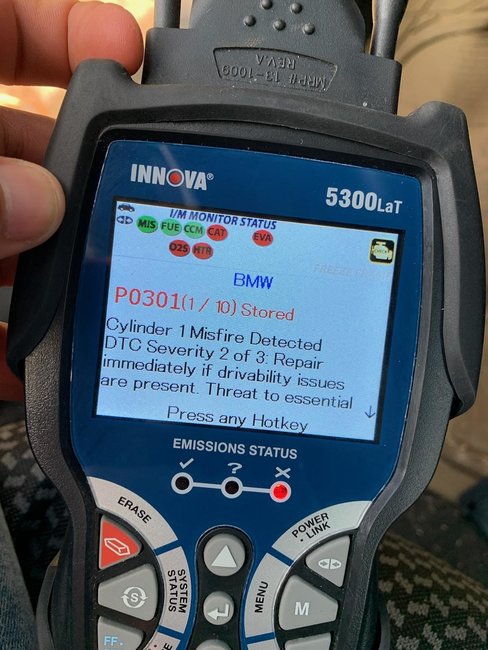 MRP# 13-1009
REV.A
INNOVA®
5300LaT
I/M MONITOR STATUS
MIS FUE CCM CAT EVA
O2S HTR
FREEZE
BMW
P0301(1 / 10) Stored
Cylinder 1 Misfire Detected
DTC Severity 2 of 3: Repair
immediately if drivability issues
are present. Threat to essential
Press any Hotkey
EMISSIONS STATUS
✓ ? ✕
ERASE
POWER
LINK
SYSTEM
STATUS
MENU
S
M
FF